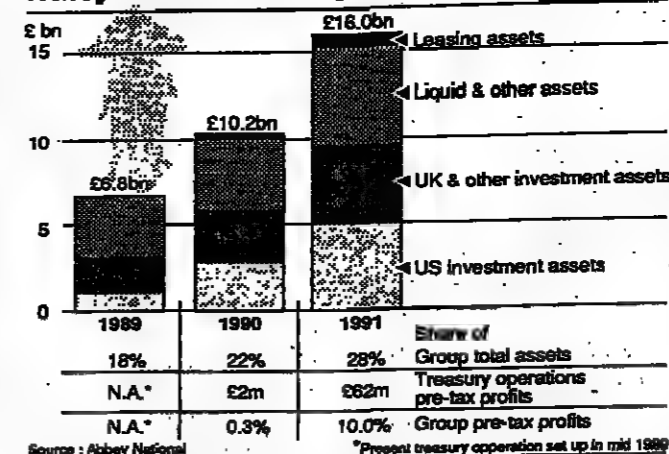 £ bn
£16.0bn
Leasing assets
15
Liquid & other assets
10
£10.2bn
UK & other investment assets
£6.8bn
5
US investment assets
0
1989 1990 1991
Share of
18% 22% 28% Group total assets
N.A.* £2m £62m Treasury operations
pre-tax profits
N.A.* 0.3% 10.0% Group pre-tax profits
Source : Abbey National *Present treasury opperation set up in mid 1989